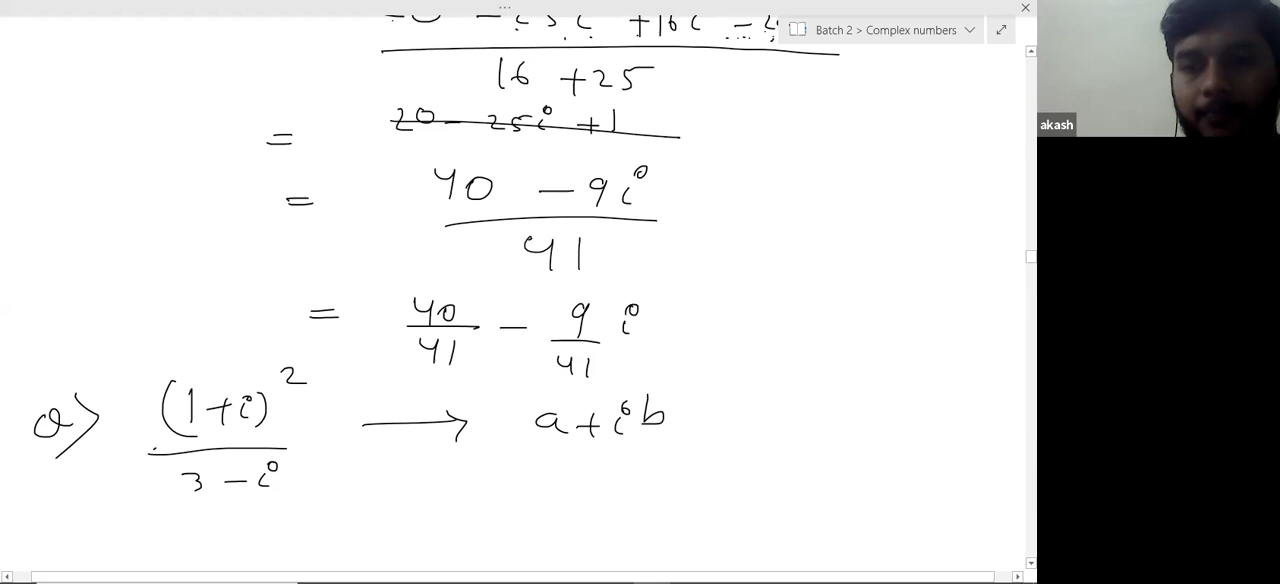 Batch 2 > Complex numbers
+16i
16 + 25
akash
= 20 - 25i + 1
= 40 - 9i
41
= 40/41 - 9/41 i
Q> (1+i)^2 / 3 - i → a + ib